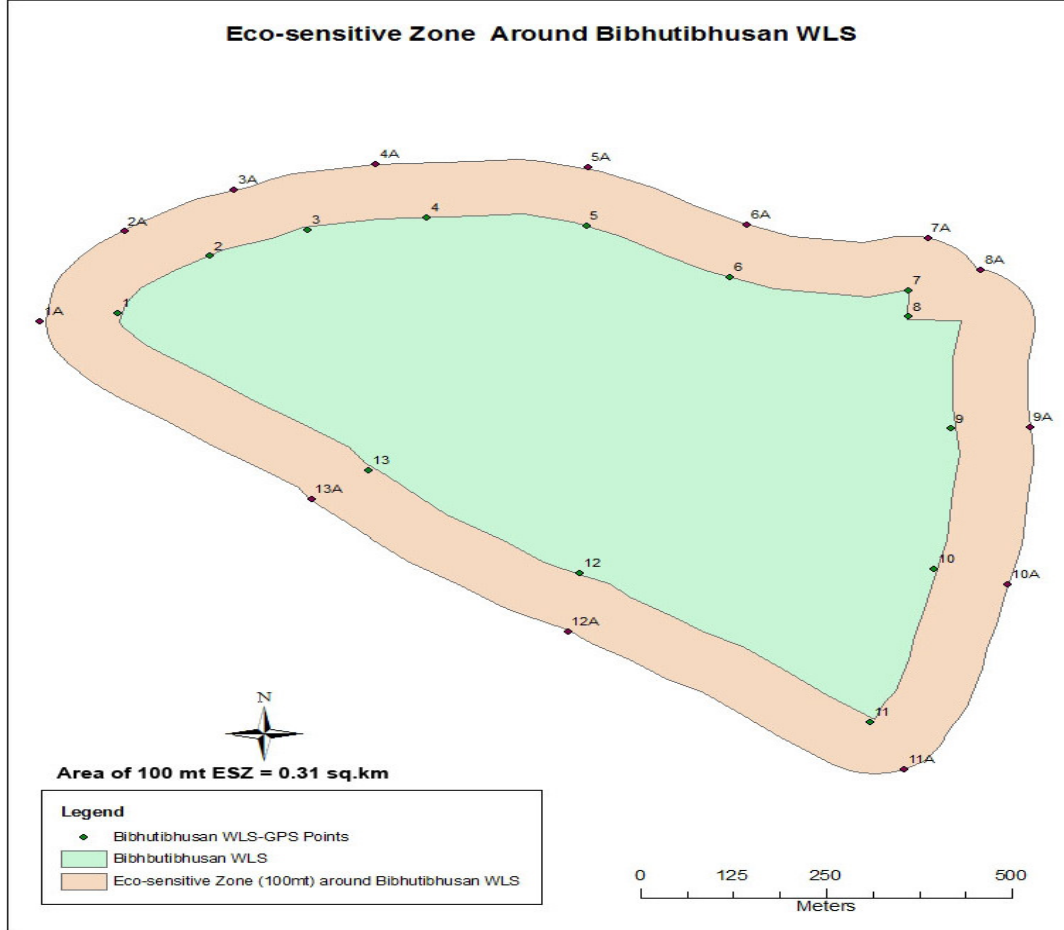 Eco-sensitive Zone Around Bibhutibhusan WLS
4A
5A
3A
4
2A
3
5
6A
7A
2
6
8A
7
1
1A
8
9
9A
13
13A
12
10
10A
12A
11
11A
N
Area of 100 mt ESZ = 0.31 sq.km
Legend
Bibhutibhusan WLS-GPS Points
Bibhbutibhusan WLS
Eco-sensitive Zone (100mt) around Bibhutibhusan WLS
0 125 250 500
Meters